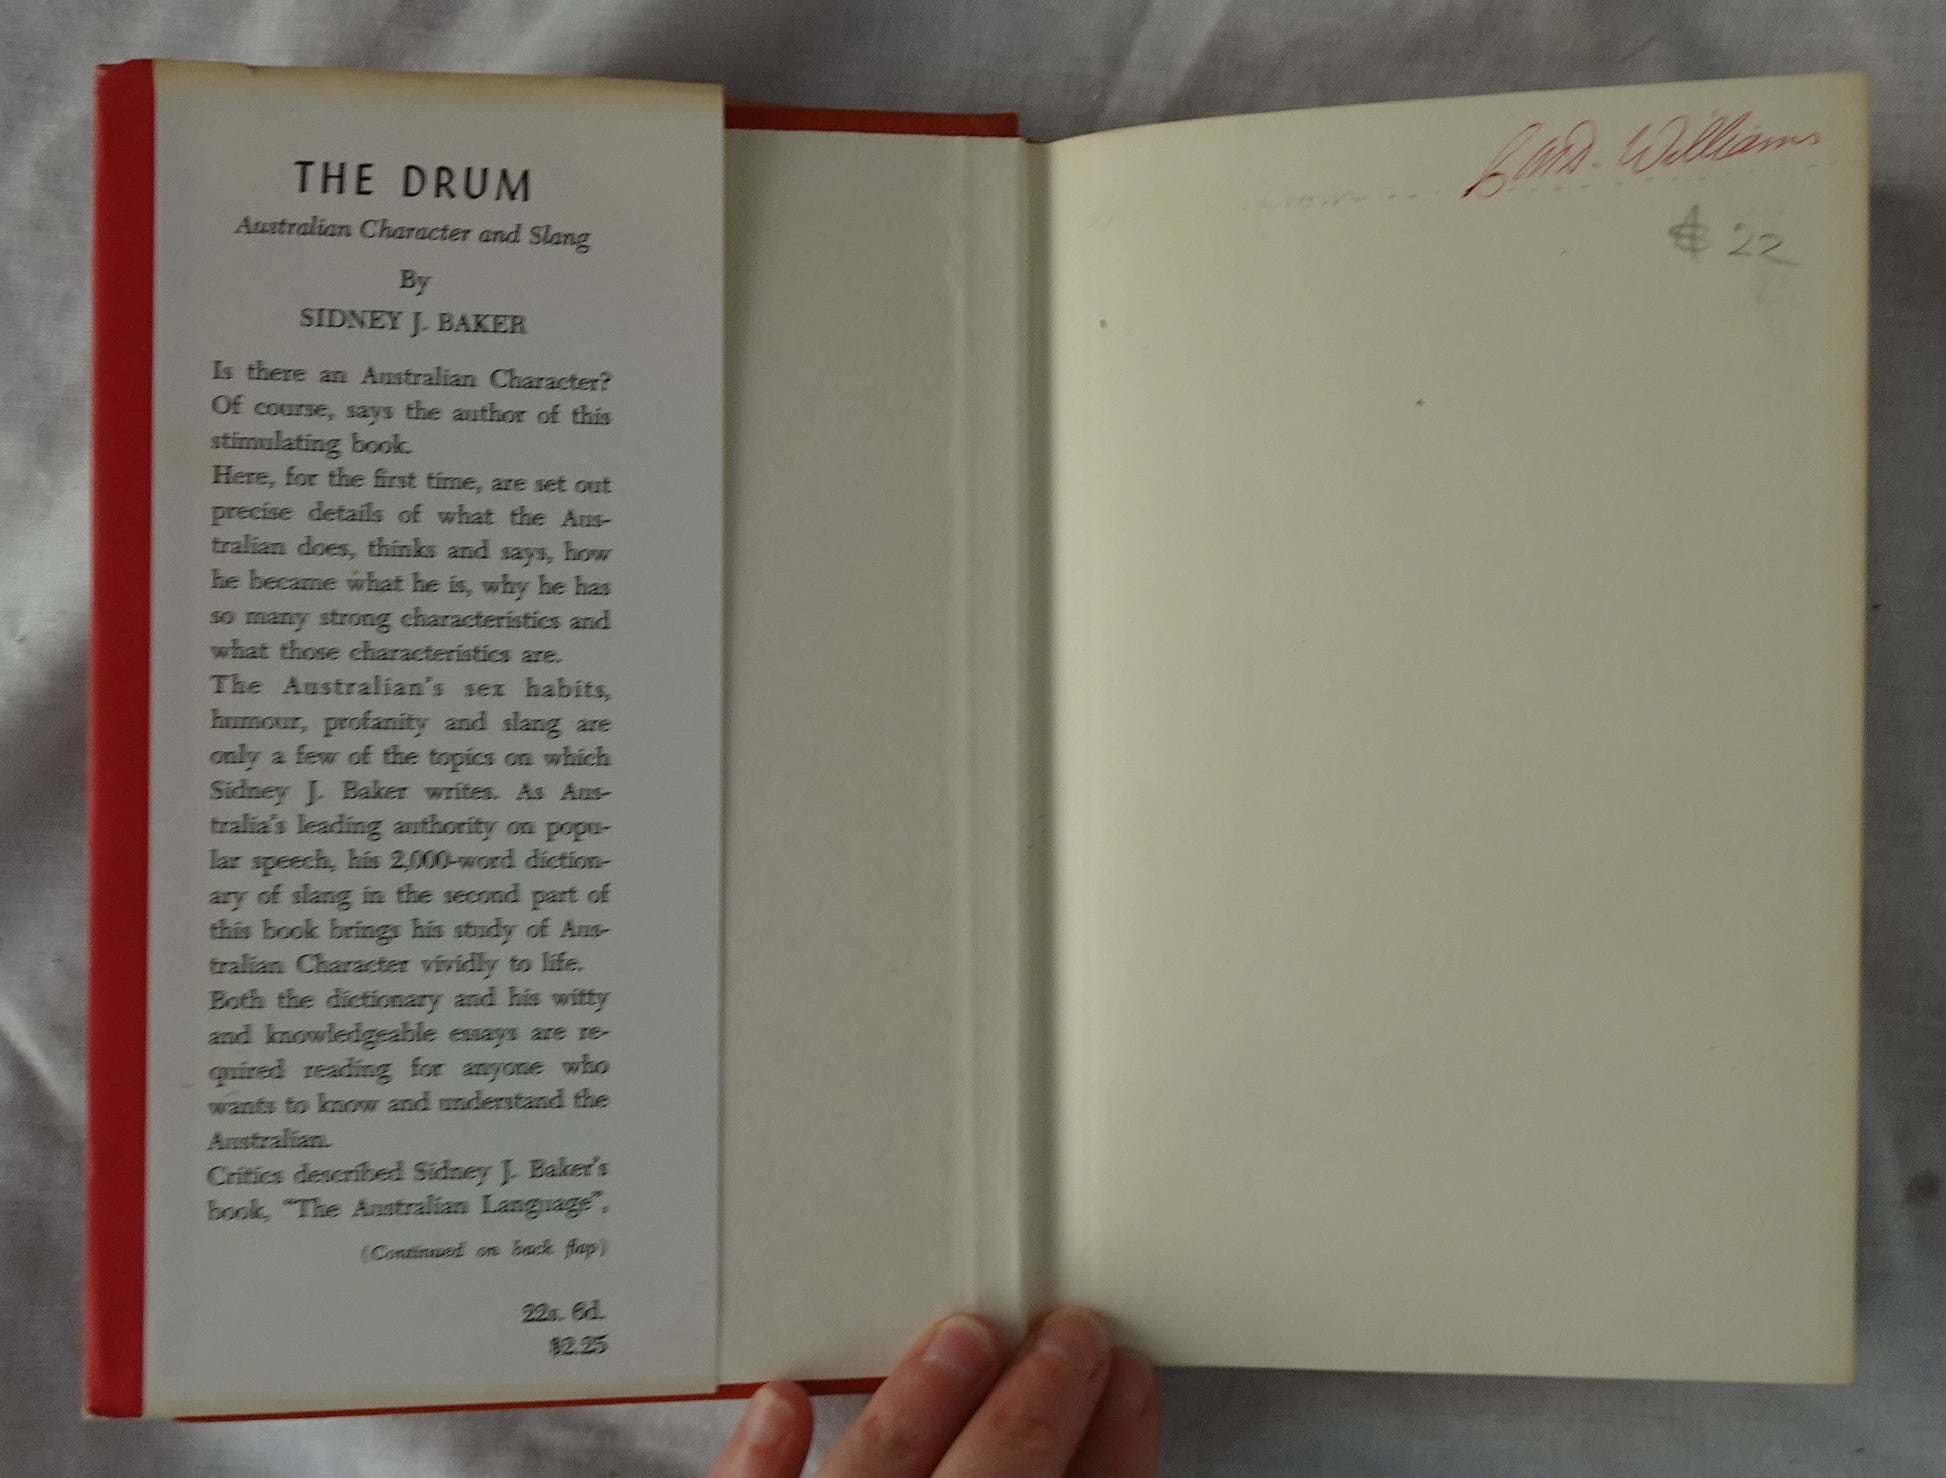 THE DRUM
Australian Character and Slang
By
SIDNEY J. BAKER
Is there an Australian Character?
Of course, says the author of this
stimulating book.
Here, for the first time, are set out
precise details of what the Aus-
tralian does, thinks and says, how
he became what he is, why he has
so many strong characteristics and
what those characteristics are.
The Australian's sex habits,
humour, profanity and slang are
only a few of the topics on which
Sidney J. Baker writes. As Aus-
tralia's leading authority on popu-
lar speech, his 2,000-word diction-
ary of slang in the second part of
this book brings his study of Aus-
tralian Character vividly to life.
Both the dictionary and his witty
and knowledgeable essays are re-
quired reading for anyone who
wants to know and understand the
Australian.
Critics described Sidney J. Baker's
book, “The Australian Language”,
(Continued on back flap)
22s. 6d.
$2.25
Williams
$ 22